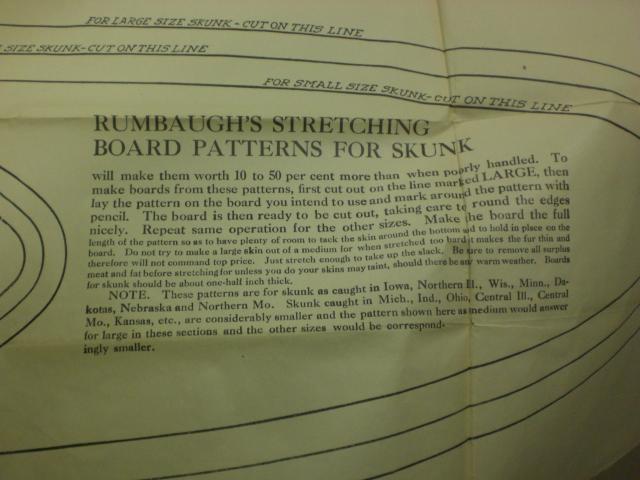 FOR LARGE SIZE SKUNK - CUT ON THIS LINE
SIZE SKUNK - CUT ON THIS LINE
FOR SMALL SIZE SKUNK - CUT ON THIS LINE
RUMBAUGH'S STRETCHING
BOARD PATTERNS FOR SKUNK
will make them worth 10 to 50 per cent more than when poorly handled. To
make boards from these patterns, first cut out on the line marked LARGE, then
lay the pattern on the board you intend to use and mark around the pattern with
pencil. The board is then ready to be cut out, taking care to round the edges
nicely. Repeat same operation for the other sizes. Make the board the full
length of the pattern so as to have plenty of room to tack the skin around the bottom and to hold in place on the
board. Do not try to make a large skin out of a medium for when stretched too hard it makes the fur thin and
therefore will not command top price. Just stretch enough to take up the slack. Be sure to remove all surplus
meat and fat before stretching for unless you do your skins may taint, should there be any warm weather. Boards
for skunk should be about one-half inch thick.
NOTE. These patterns are for skunk as caught in Iowa, Northern Ill., Wis., Minn., Da-
kotas, Nebraska and Northern Mo. Skunk caught in Mich., Ind., Ohio, Central Ill., Central
Mo., Kansas, etc., are considerably smaller and the pattern shown here as medium would answer
for large in these sections and the other sizes would be correspond-
ingly smaller.